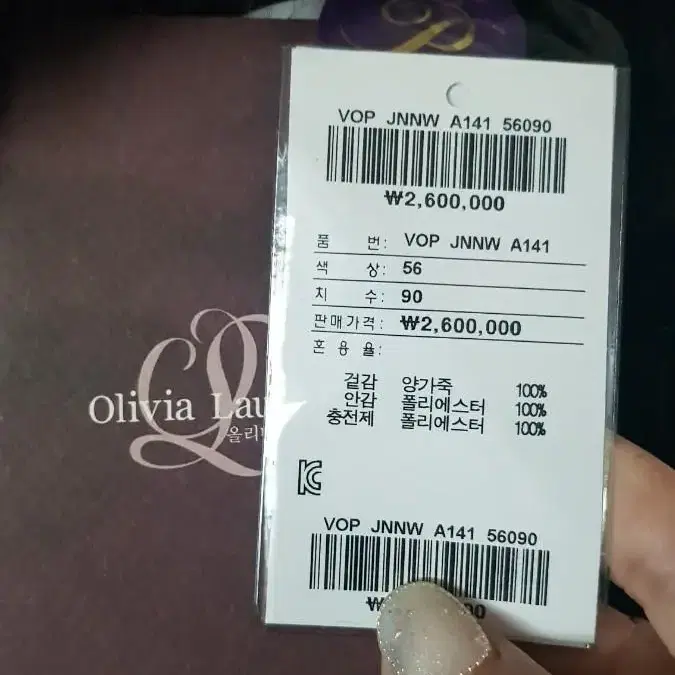 VOP JNNW A141 56090
₩2,600,000
품 번: VOP JNNW A141
색 상: 56
치 수: 90
판매가격: ₩2,600,000
혼 용 율:
겉감 양가죽 100%
안감 폴리에스터 100%
충전제 폴리에스터 100%
VOP JNNW A141 56090
Olivia